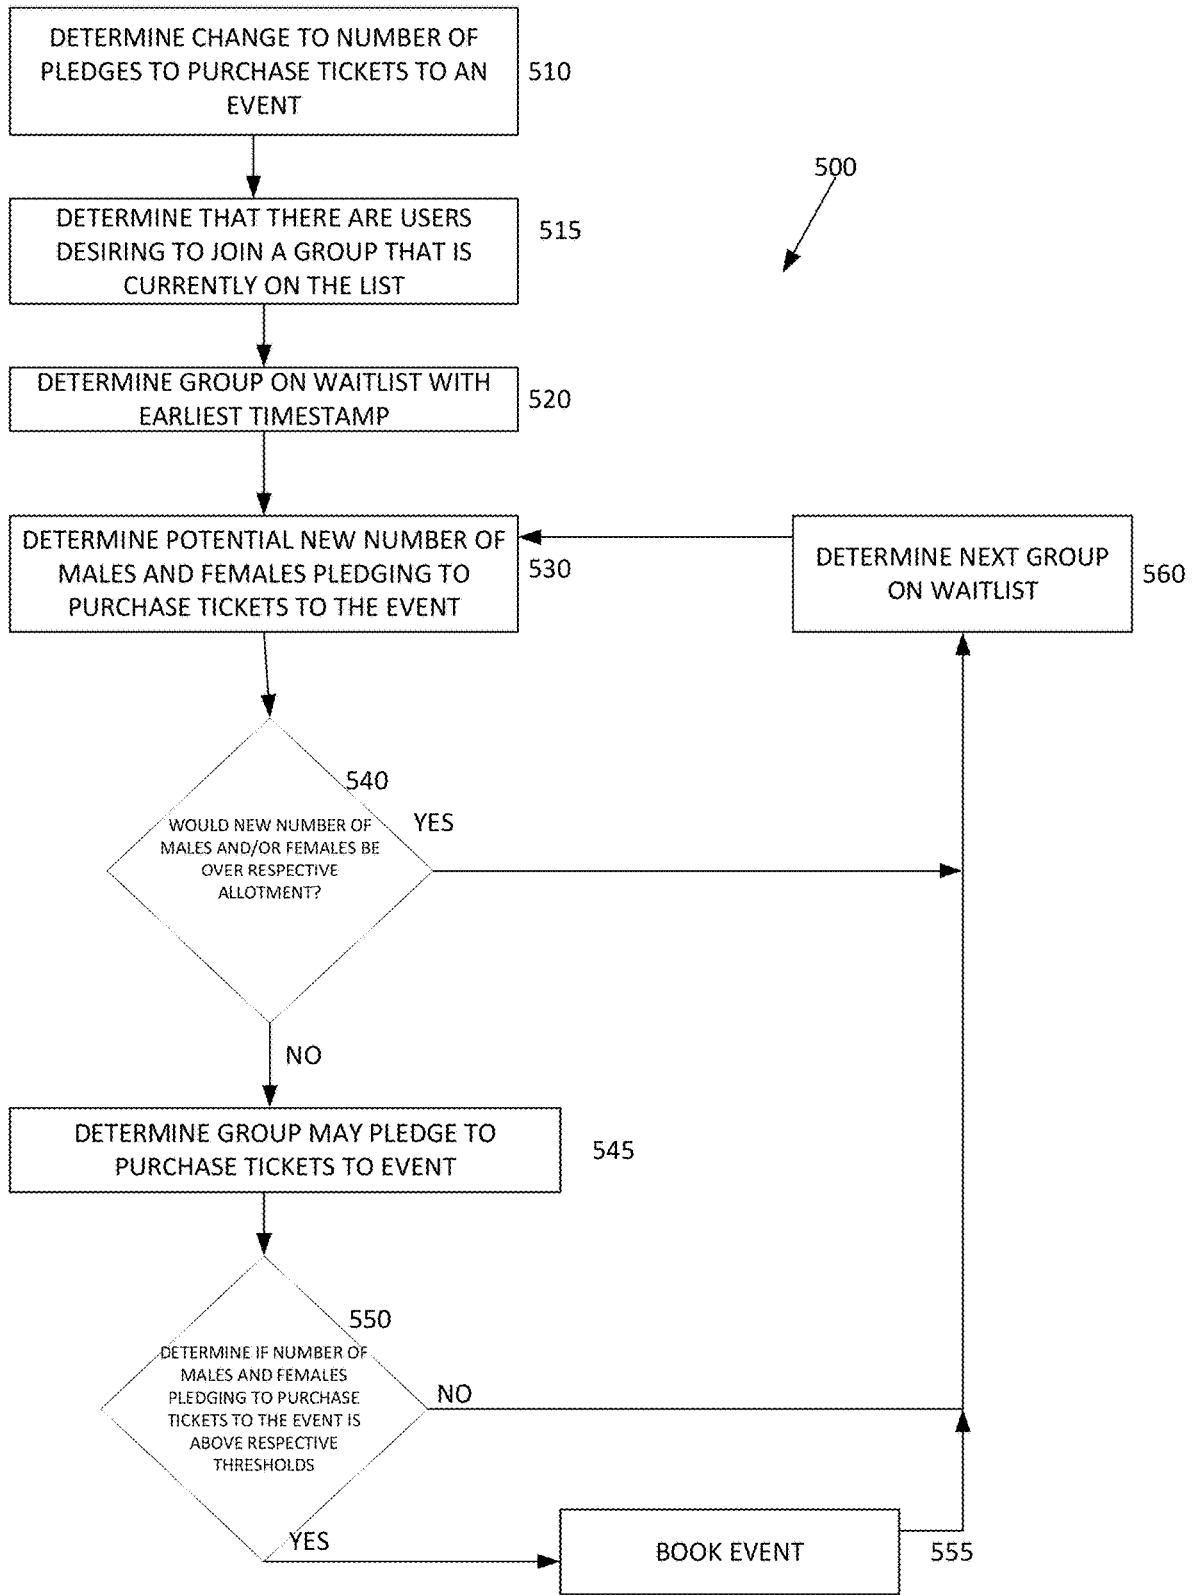 DETERMINE CHANGE TO NUMBER OF
PLEDGES TO PURCHASE TICKETS TO AN
EVENT
510
500
DETERMINE THAT THERE ARE USERS
DESIRING TO JOIN A GROUP THAT IS
CURRENTLY ON THE LIST
515
DETERMINE GROUP ON WAITLIST WITH
EARLIEST TIMESTAMP
520
DETERMINE POTENTIAL NEW NUMBER OF
MALES AND FEMALES PLEDGING TO
PURCHASE TICKETS TO THE EVENT
530
DETERMINE NEXT GROUP
ON WAITLIST
560
540
WOULD NEW NUMBER OF
MALES AND/OR FEMALES BE
OVER RESPECTIVE
ALLOTMENT?
YES
NO
DETERMINE GROUP MAY PLEDGE TO
PURCHASE TICKETS TO EVENT
545
550
DETERMINE IF NUMBER OF
MALES AND FEMALES
PLEDGING TO PURCHASE
TICKETS TO THE EVENT IS
ABOVE RESPECTIVE
THRESHOLDS
NO
YES
BOOK EVENT
555